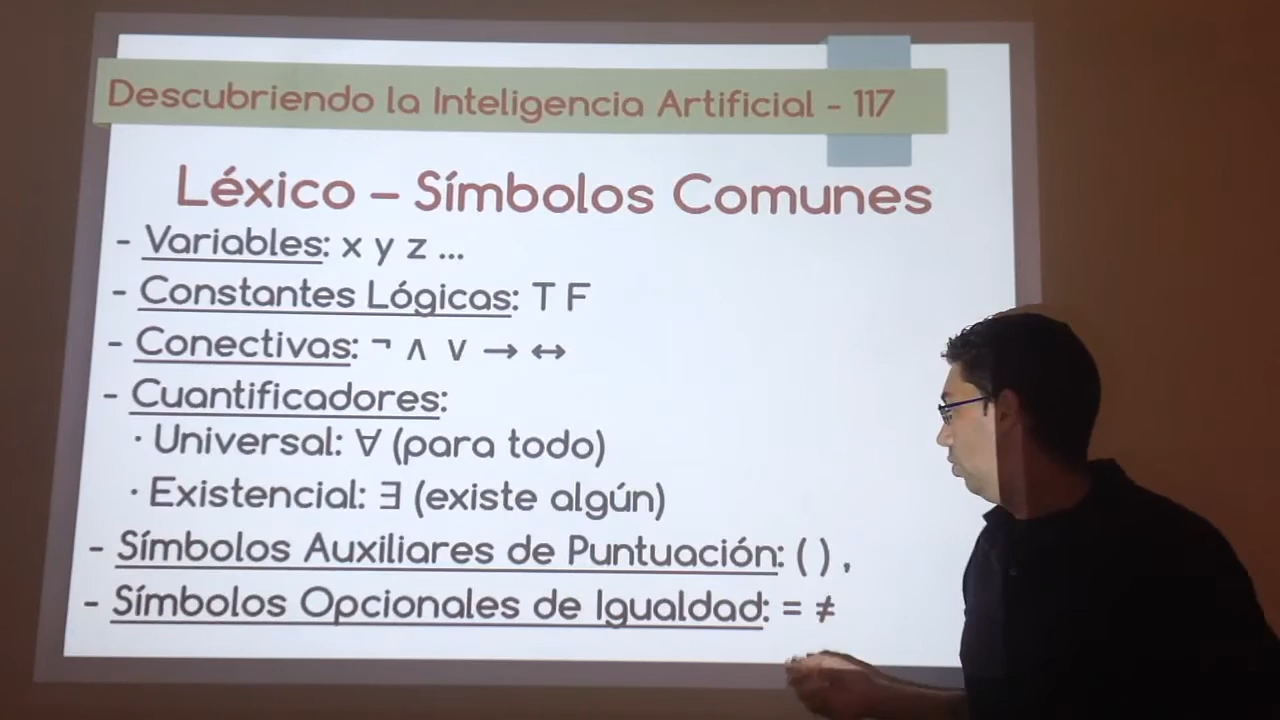 Descubriendo la Inteligencia Artificial - 117
Léxico – Símbolos Comunes
- Variables: x y z ...
- Constantes Lógicas: T F
- Conectivas: ¬ ∧ ∨ → ↔
- Cuantificadores:
· Universal: ∀ (para todo)
· Existencial: ∃ (existe algún)
- Símbolos Auxiliares de Puntuación: ( ) ,
- Símbolos Opcionales de Igualdad: = ≠